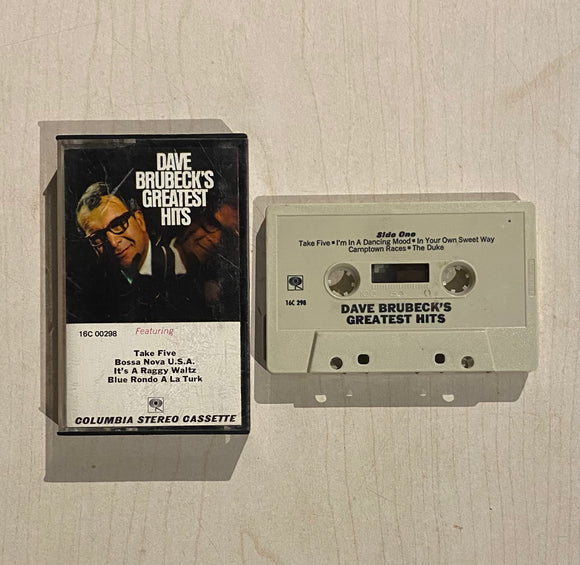 DAVE
BRUBECK'S
GREATEST
HITS
16C 00298
Featuring
Take Five
Bossa Nova U.S.A.
It's A Raggy Waltz
Blue Rondo A La Turk
COLUMBIA STEREO CASSETTE
Side One
Take Five ■ I'm In A Dancing Mood ■ In Your Own Sweet Way
Camptown Races ■ The Duke
16C 298
DAVE BRUBECK'S
GREATEST HITS